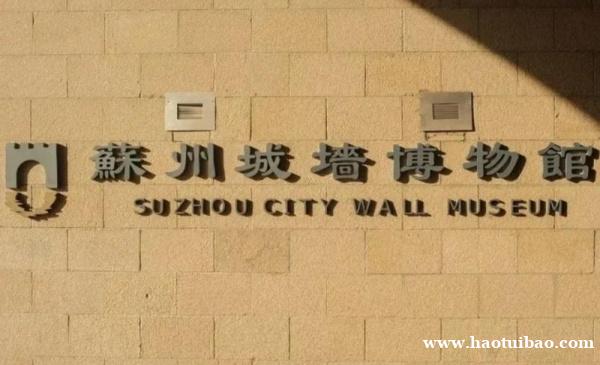 蘇州城墻博物館
SUZHOU CITY WALL MUSEUM
www.haotuibao.com